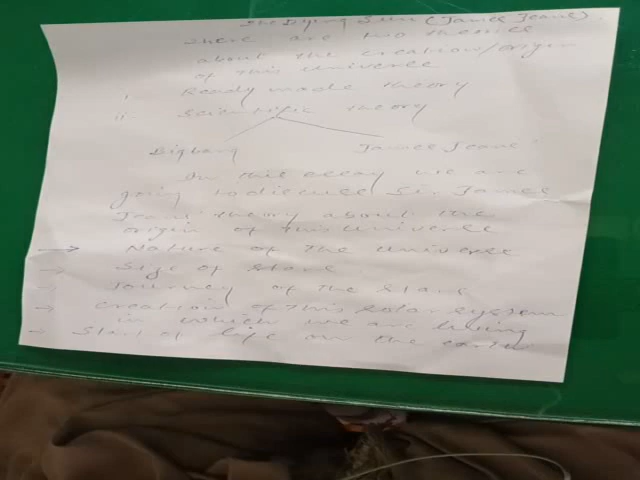 The Dying Sun (James Jeans).
There are two theories
about the creation/origin
of this universe
i. Ready made theory
ii. Scientific theory
Bigbang James Jeans'
In this essay we are
going to discuss Sir James
Jeans' theory about the
origin of this universe
→ Nature of the universe
→ Size of stars
→ Journey of the stars
→ Creation of this solar system
in which we are living
→ Start of life on the earth